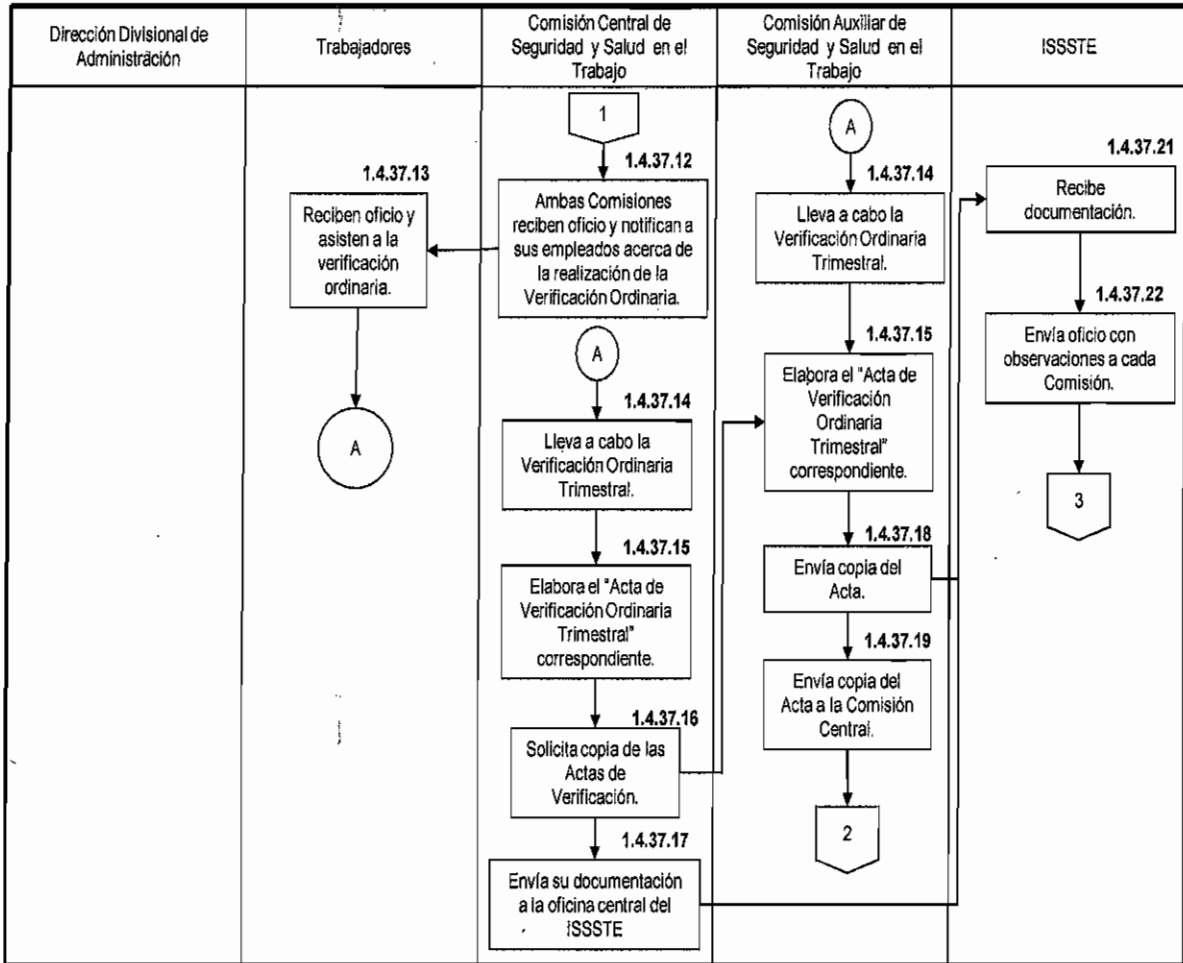 Dirección Divisional de
Administración
Trabajadores
Comisión Central de
Seguridad y Salud en el
Trabajo
Comisión Auxiliar de
Seguridad y Salud en el
Trabajo
ISSSTE
1.4.37.13
Reciben oficio y
asisten a la
verificación
ordinaria.
A
1
1.4.37.12
Ambas Comisiones
reciben oficio y notifican a
sus empleados acerca de
la realización de la
Verificación Ordinaria.
A
1.4.37.14
Lleva a cabo la
Verificación Ordinaria
Trimestral.
1.4.37.15
Elabora el "Acta de
Verificación Ordinaria
Trimestral"
correspondiente.
1.4.37.16
Solicita copia de las
Actas de
Verificación.
1.4.37.17
Envía su documentación
a la oficina central del
ISSSTE
A
1.4.37.14
Lleva a cabo la
Verificación Ordinaria
Trimestral.
1.4.37.15
Elabora el "Acta de
Verificación
Ordinaria
Trimestral"
correspondiente.
1.4.37.18
Envía copia del
Acta.
1.4.37.19
Envía copia del
Acta a la Comisión
Central.
2
1.4.37.21
Recibe
documentación.
1.4.37.22
Envía oficio con
observaciones a cada
Comisión.
3